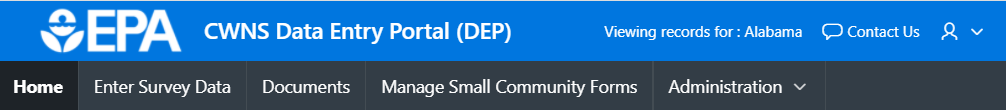 EPA CWNS Data Entry Portal (DEP) Viewing records for : Alabama Contact Us
Home Enter Survey Data Documents Manage Small Community Forms Administration